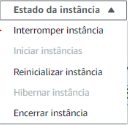 Estado da instância ▲
Interromper instância
Iniciar instâncias
Reinicializar instância
Hibernar instância
Encerrar instância